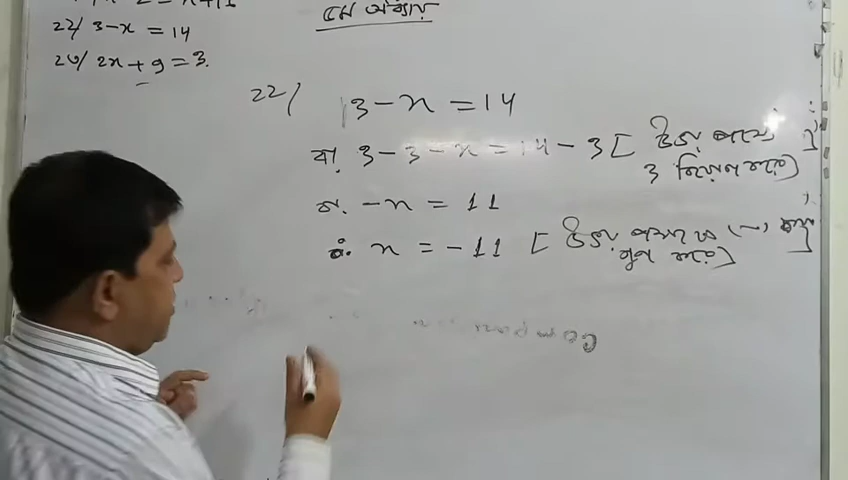 ২২/ 3 - x = 14
২৩/ 2x + 9 = 3.
৫ম অধ্যায়
২২/ 3 - x = 14
বা, 3 - 3 - x = 14 - 3 [ উভয় পক্ষে
3 বিয়োগ করে ]
বা, - x = 11
∴ x = - 11 [ উভয় পক্ষকে (-) দ্বারা
গুণ করে ]